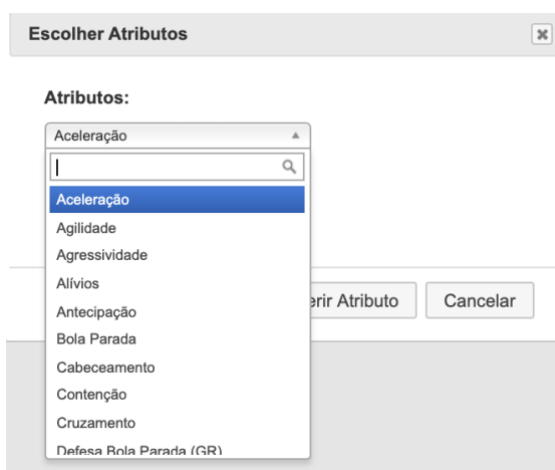 Escolher Atributos
Atributos:
Aceleração
Aceleração
Agilidade
Agressividade
Alívios
Antecipação
Bola Parada
Cabeceamento
Contenção
Cruzamento
Defesa Bola Parada (GR)
erir Atributo
Cancelar